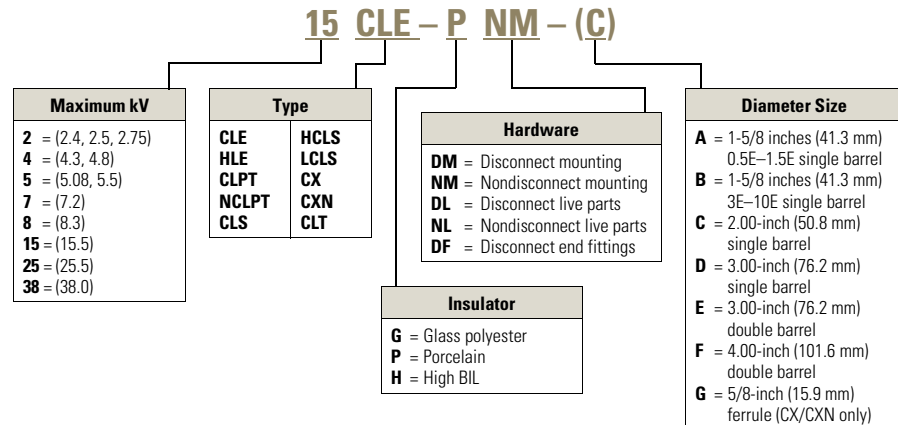 15 CLE – P NM – (C)
Maximum kV
2 = (2.4, 2.5, 2.75)
4 = (4.3, 4.8)
5 = (5.08, 5.5)
7 = (7.2)
8 = (8.3)
15 = (15.5)
25 = (25.5)
38 = (38.0)
Type
CLE HCLS
HLE LCLS
CLPT CX
NCLPT CXN
CLS CLT
Hardware
DM = Disconnect mounting
NM = Nondisconnect mounting
DL = Disconnect live parts
NL = Nondisconnect live parts
DF = Disconnect end fittings
Insulator
G = Glass polyester
P = Porcelain
H = High BIL
Diameter Size
A = 1-5/8 inches (41.3 mm)
0.5E–1.5E single barrel
B = 1-5/8 inches (41.3 mm)
3E–10E single barrel
C = 2.00-inch (50.8 mm)
single barrel
D = 3.00-inch (76.2 mm)
single barrel
E = 3.00-inch (76.2 mm)
double barrel
F = 4.00-inch (101.6 mm)
double barrel
G = 5/8-inch (15.9 mm)
ferrule (CX/CXN only)